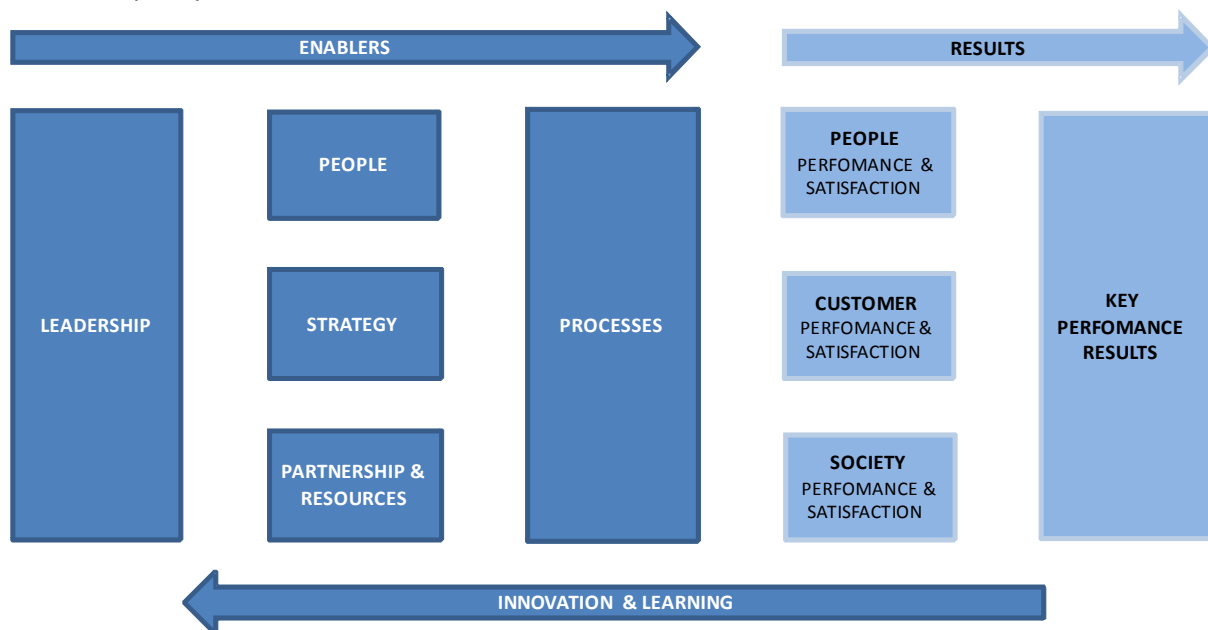 ENABLERS
RESULTS
LEADERSHIP
PEOPLE
STRATEGY
PARTNERSHIP &
RESOURCES
PROCESSES
PEOPLE
PERFOMANCE &
SATISFACTION
CUSTOMER
PERFOMANCE &
SATISFACTION
SOCIETY
PERFOMANCE &
SATISFACTION
KEY
PERFOMANCE
RESULTS
INNOVATION & LEARNING